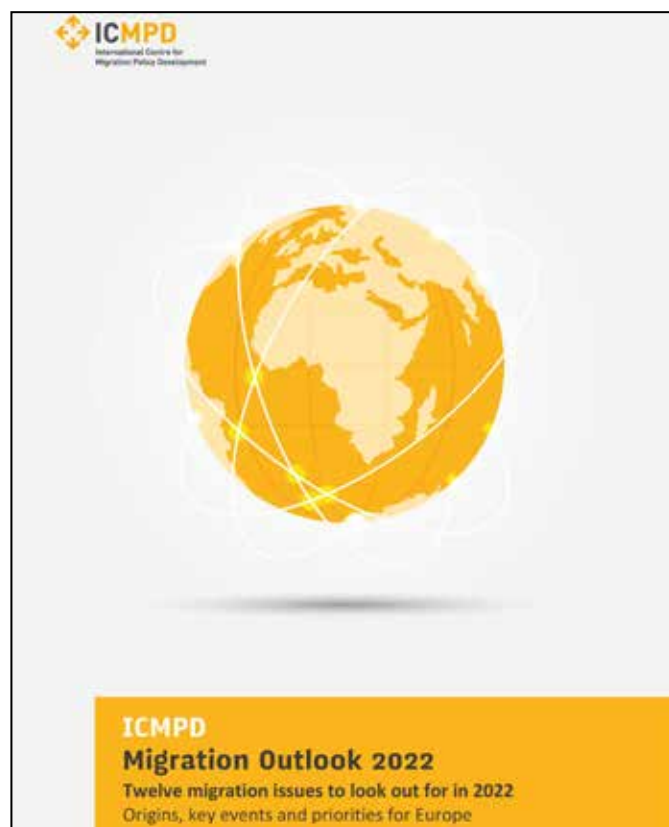 ICMPD
International Centre for
Migration Policy Development
ICMPD
Migration Outlook 2022
Twelve migration issues to look out for in 2022
Origins, key events and priorities for Europe